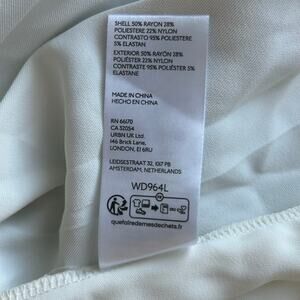 SHELL 50% RAYON 28%
POLIESTERE 22% NYLON
CONTRASTO 95% POLIESTERE
5% ELASTAN
EXTERIOR 50% RAYÓN 28%
POLIÉSTER 22% NYLON
CONTRASTE 95% POLIÉSTER 5%
ELASTANE
MADE IN CHINA
HECHO EN CHINA
RN 66170
CA 32054
URBN UK Ltd.
146 Brick Lane,
LONDON, E1 6RU
LEIDSESTRAAT 32, 1017 PB
AMSTERDAM, NETHERLANDS
WD964L
FR
quefairedemesdechets.fr